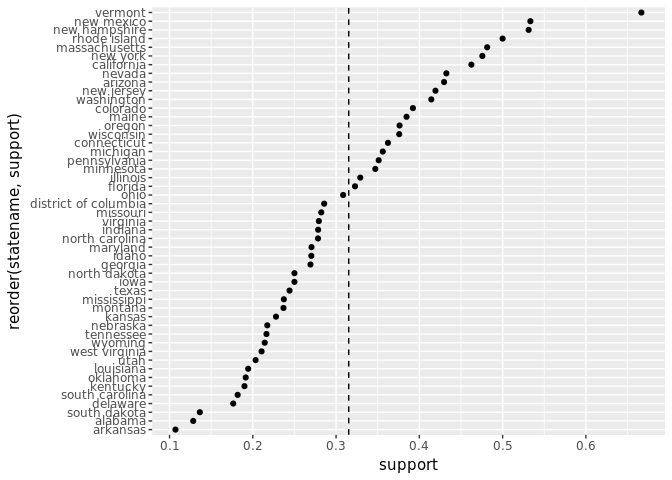 vermont
new mexico
new hampshire
rhode island
massachusetts
new york
california
nevada
arizona
new jersey
washington
colorado
maine
oregon
wisconsin
connecticut
michigan
pennsylvania
minnesota
illinois
florida
ohio
district of columbia
missouri
virginia
indiana
north carolina
maryland
idaho
georgia
north dakota
iowa
texas
mississippi
montana
kansas
nebraska
tennessee
wyoming
west virginia
utah
louisiana
oklahoma
kentucky
south carolina
delaware
south dakota
alabama
arkansas
reorder(statename, support)
0.1 0.2 0.3 0.4 0.5 0.6
support